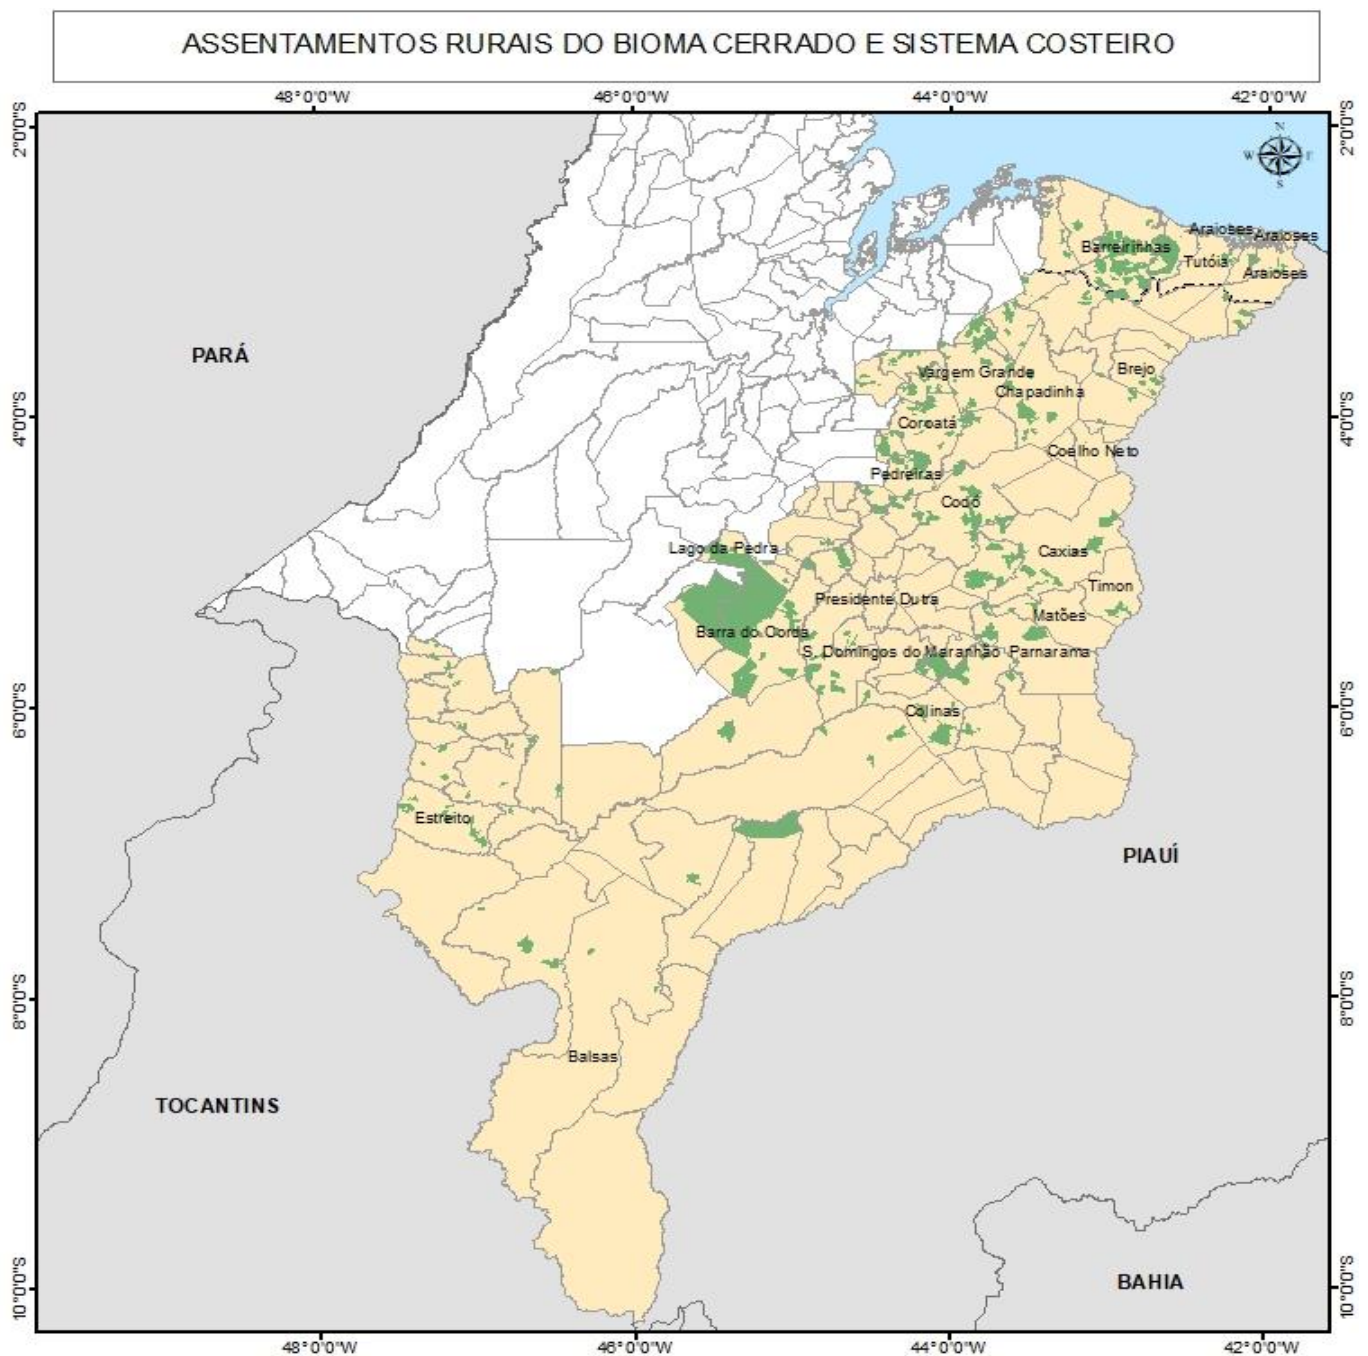 ASSENTAMENTOS RURAIS DO BIOMA CERRADO E SISTEMA COSTEIRO
48°0'0"W 46°0'0"W 44°0'0"W 42°0'0"W
2°0'0"S 2°0'0"S
N
W E
S
Araioses Araioses
Barreirinhas
Tutóia
Araioses
PARÁ
Vargem Grande
Brejo
Chapadinha
4°0'0"S 4°0'0"S
Coroatá
Coelho Neto
Pedreiras
Codó
Lago da Pedra
Caxias
Timon
Presidente Dutra
Matões
Barra do Corda
S. Domingos do Maranhão Parnarama
6°0'0"S 6°0'0"S
Colinas
Estreito
PIAUÍ
8°0'0"S 8°0'0"S
Balsas
TOCANTINS
BAHIA
10°0'0"S 10°0'0"S
48°0'0"W 46°0'0"W 44°0'0"W 42°0'0"W